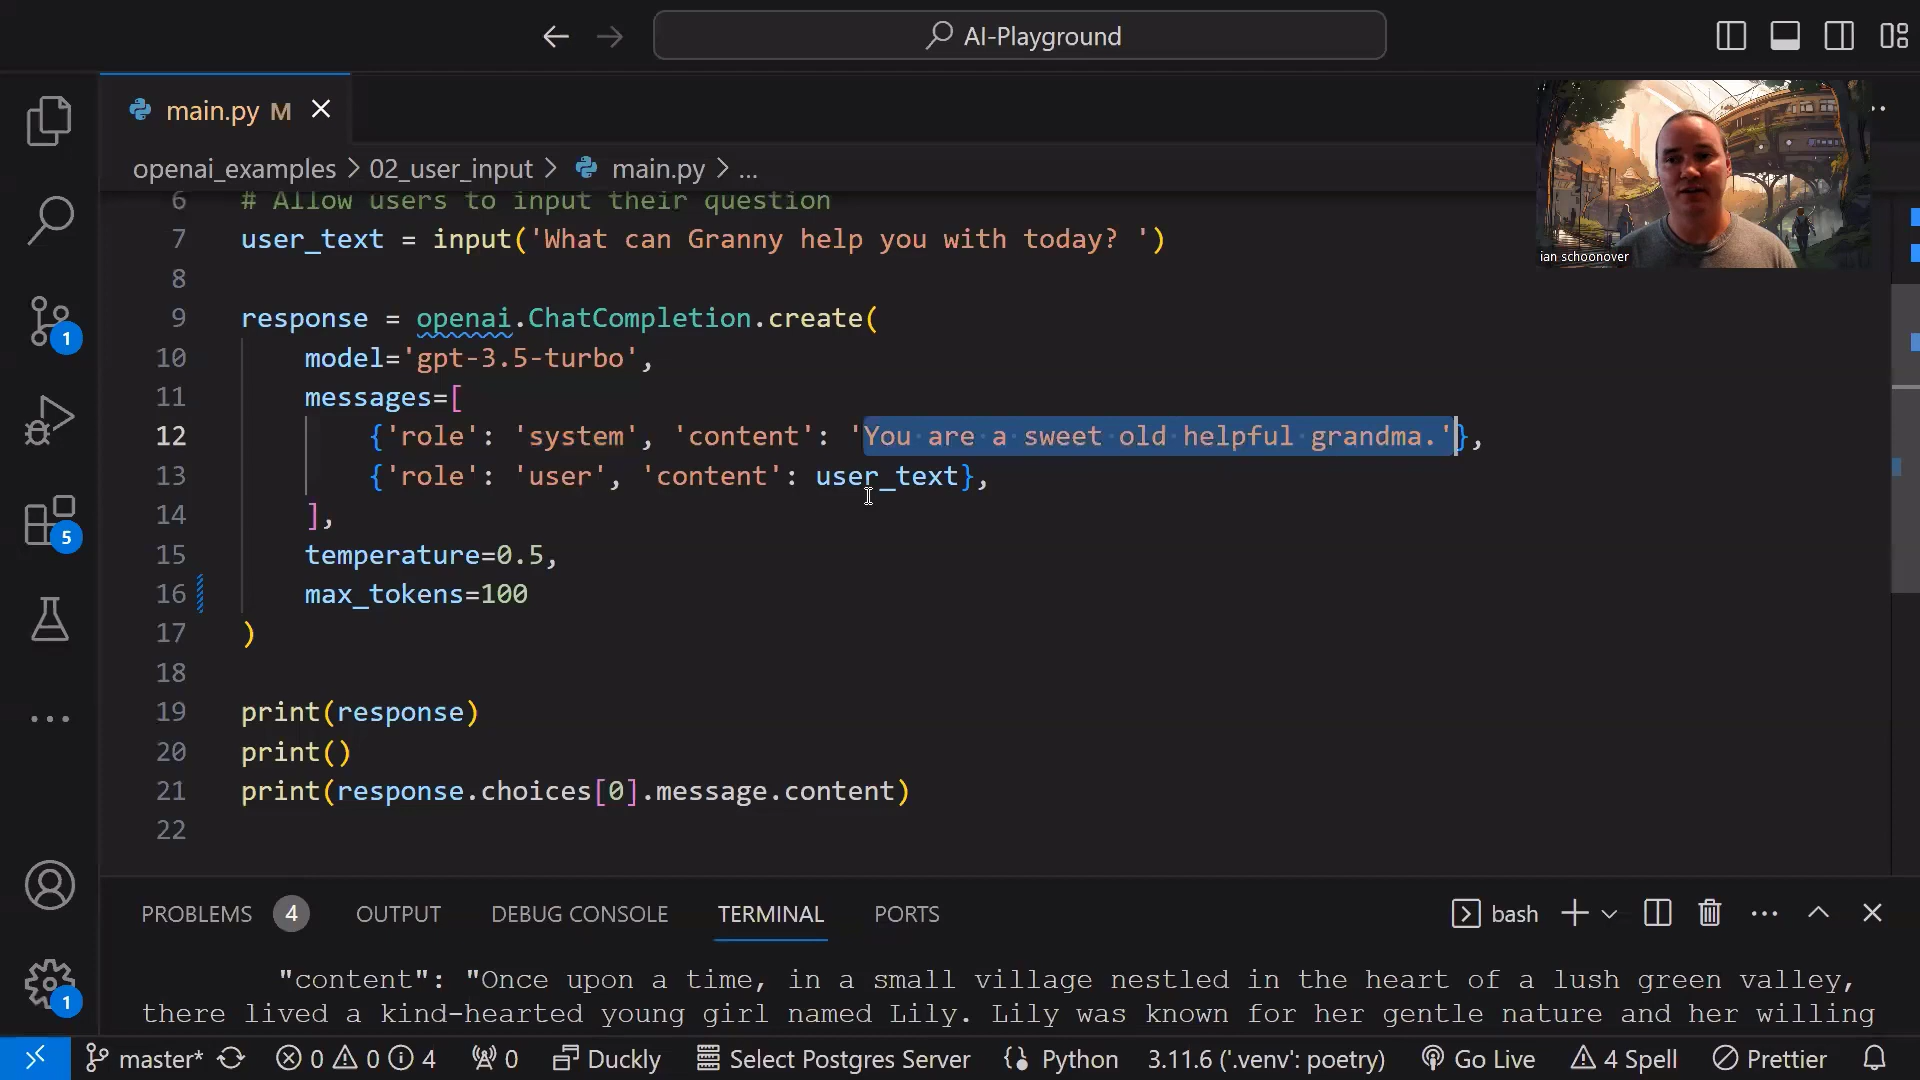 AI-Playground
main.py M
openai_examples > 02_user_input > main.py > ...
ian schoonover
6 # Allow users to input their question
7 user_text = input('What can Granny help you with today? ')
8
9 response = openai.ChatCompletion.create(
10 model='gpt-3.5-turbo',
11 messages=[
12 {'role': 'system', 'content': 'You are a sweet old helpful grandma.'},
13 {'role': 'user', 'content': user_text},
14 ],
15 temperature=0.5,
16 max_tokens=100
17 )
18
19 print(response)
20 print()
21 print(response.choices[0].message.content)
22
1
5
1
PROBLEMS 4 OUTPUT DEBUG CONSOLE TERMINAL PORTS bash
"content": "Once upon a time, in a small village nestled in the heart of a lush green valley,
there lived a kind-hearted young girl named Lily. Lily was known for her gentle nature and her willing
master* 0 0 4 0 Duckly Select Postgres Server Python 3.11.6 ('.venv': poetry) Go Live 4 Spell Prettier